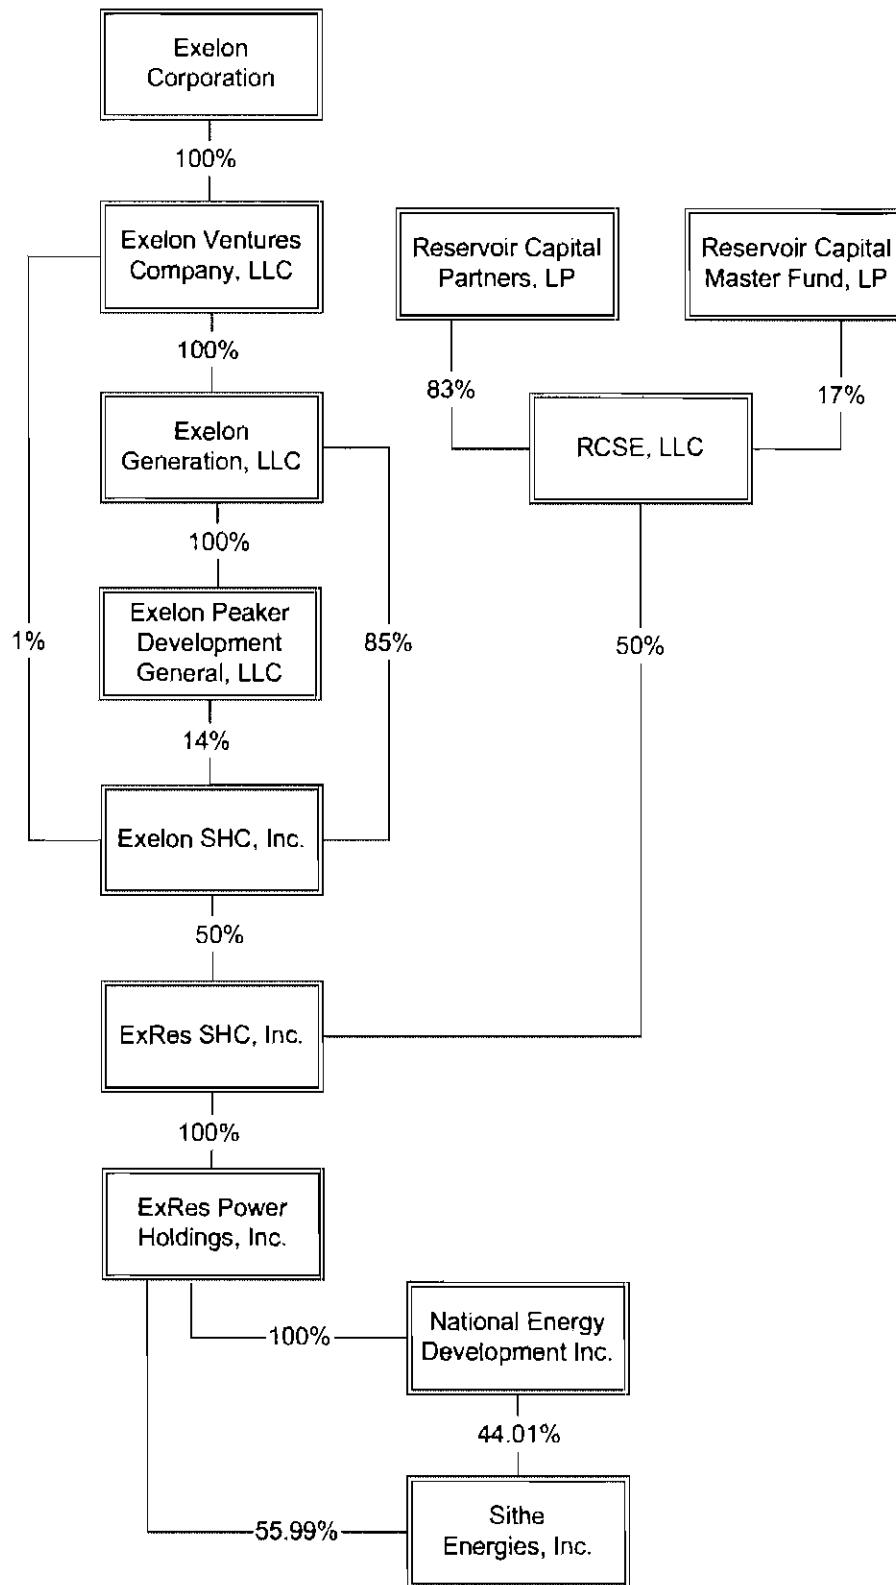 Exelon
Corporation
100%
Exelon Ventures
Company, LLC
Reservoir Capital
Partners, LP
Reservoir Capital
Master Fund, LP
100%
83%
17%
Exelon
Generation, LLC
RCSE, LLC
100%
Exelon Peaker
Development
General, LLC
1%
85%
50%
14%
Exelon SHC, Inc.
50%
ExRes SHC, Inc.
100%
ExRes Power
Holdings, Inc.
100%
National Energy
Development Inc.
44.01%
55.99%
Sithe
Energies, Inc.